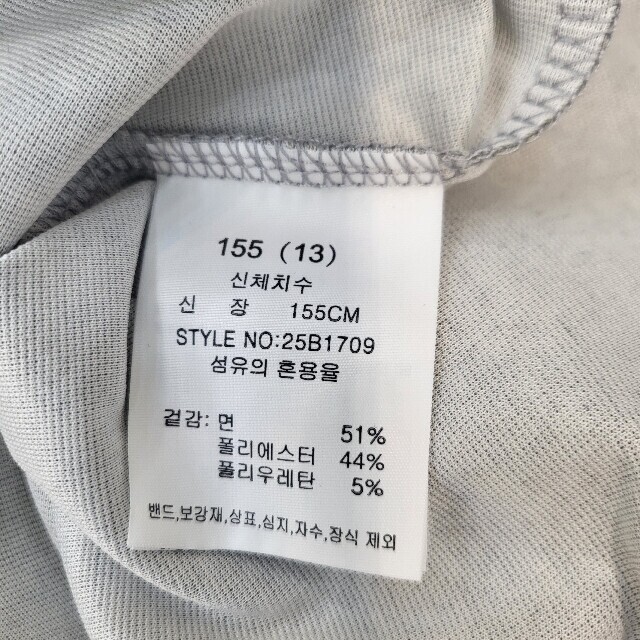 155 (13)
신체치수
신 장 155CM
STYLE NO:25B1709
섬유의 혼용율
겉감: 면 51%
폴리에스터 44%
폴리우레탄 5%
밴드,보강재,상표,심지,자수,장식 제외